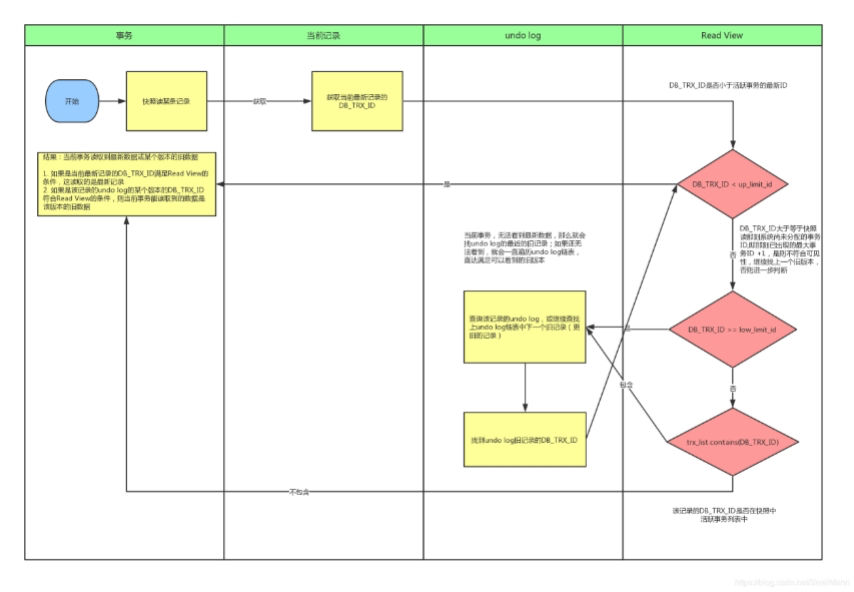 事务
当前记录
undo log
Read View
开始
快照读某条记录
获取
获取当前最新记录的
DB_TRX_ID
DB_TRX_ID是否小于活跃事务的最新ID
结果：当前事务读取到最新数据或某个版本的旧数据
1. 如果是当前最新记录的DB_TRX_ID满足Read View的
条件，这读取的是最新记录
2. 如果是该记录的undo log的某个版本的DB_TRX_ID
符合Read View的条件，则当前事务能读取到的数据是
该版本的旧数据
是
DB_TRX_ID < up_limit_id
当前事务，无法看到最新数据，那么就会
找undo log的最近的旧记录；如果还无
法看到，就会一直遍历undo log链表，
直达满足可以看到的旧版本
DB_TRX_ID大于等于快照
读时刻系统尚未分配的事务
ID,即时刻已出现的最大事
务ID +1，是则不符合可见
性，继续找上一个旧版本，
否则进一步判断
否
查询该记录的undo log，或继续查找
上undo log链表中下一个旧记录（更
旧的记录）
是
DB_TRX_ID >= low_limit_id
包含
否
找到undo log旧记录的DB_TRX_ID
trx_list.contains(DB_TRX_ID)
不包含
该记录的DB_TRX_ID是否在快照中
活跃事务列表中